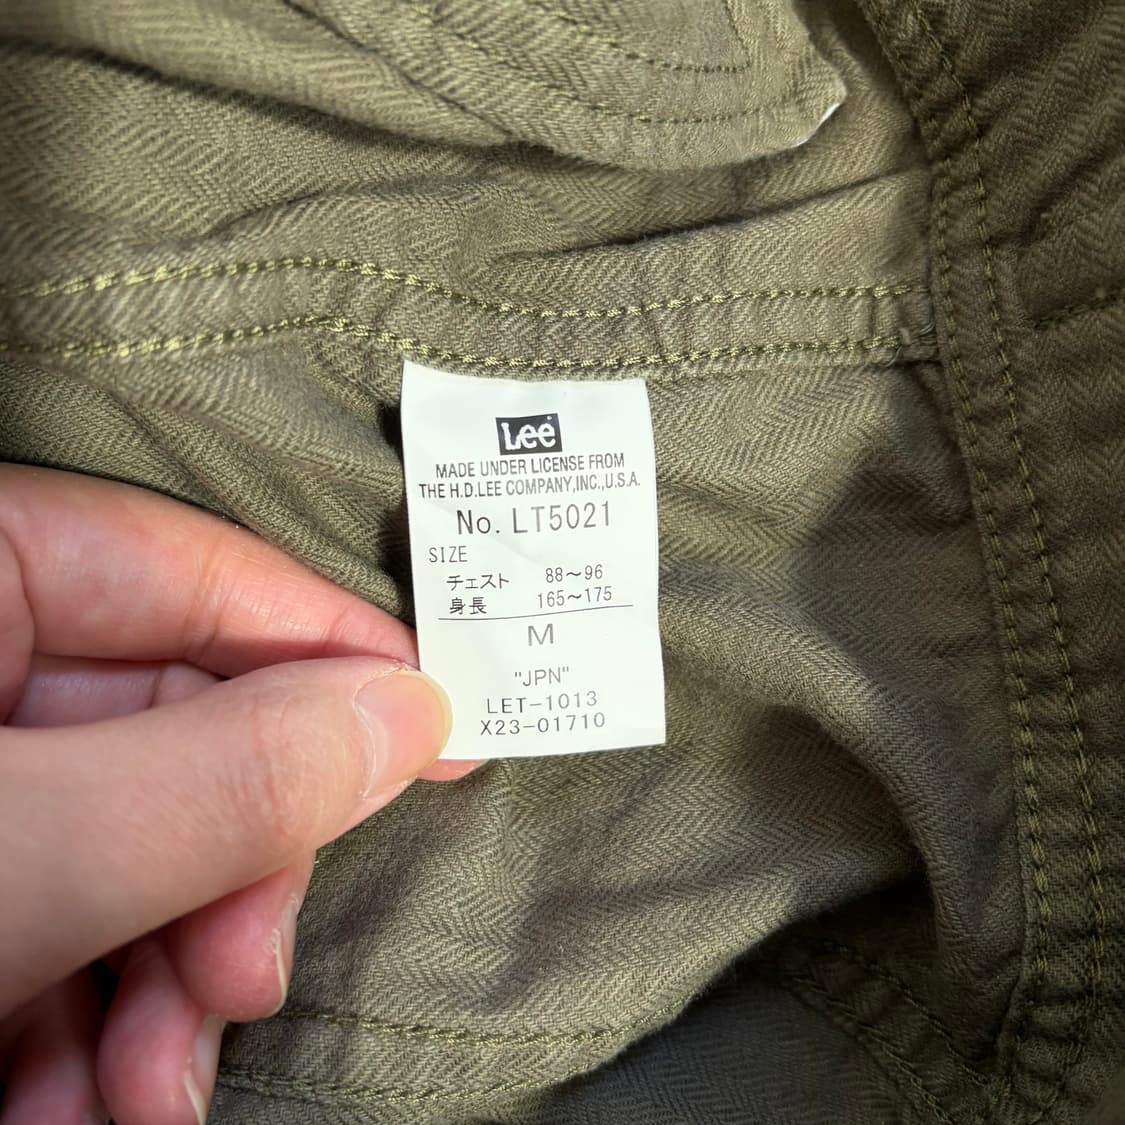 Lee
MADE UNDER LICENSE FROM
THE H.D.LEE COMPANY,INC.,U.S.A.
No. LT5021
SIZE
チェスト 88〜96
身長 165〜175
M
"JPN"
LET-1013
X23-01710